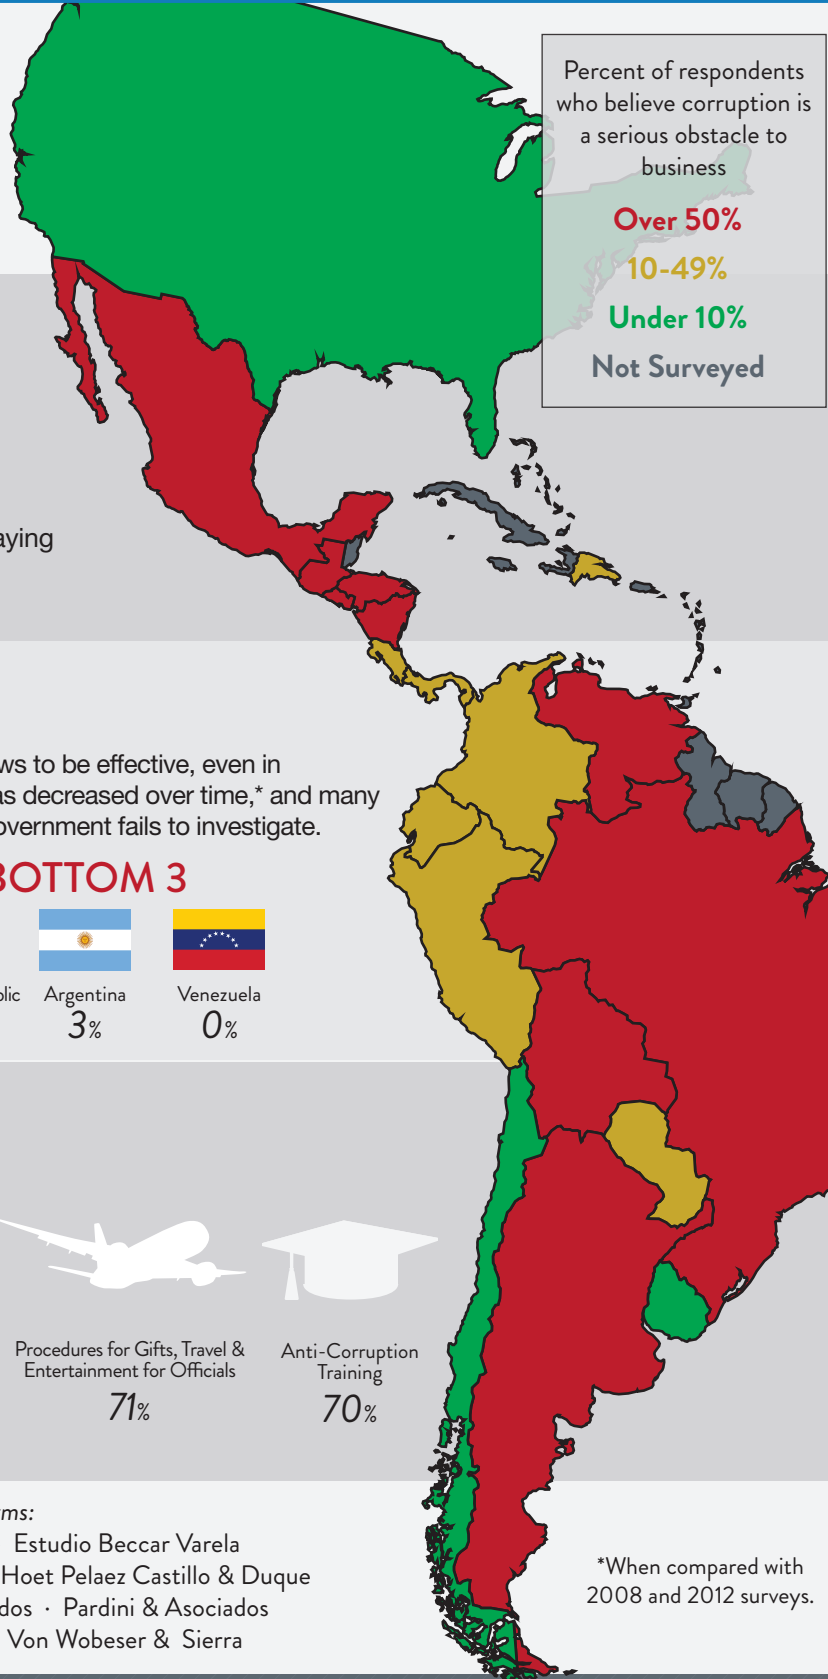 Percent of respondents
who believe corruption is
a serious obstacle to
business
Over 50%
10-49%
Under 10%
Not Surveyed
aying
ws to be effective, even in
as decreased over time,* and many
overnment fails to investigate.
BOTTOM 3
blic
Argentina
3%
Venezuela
0%
Procedures for Gifts, Travel &
Entertainment for Officials
71%
Anti-Corruption
Training
70%
rms:
Estudio Beccar Varela
Hoet Pelaez Castillo & Duque
dos · Pardini & Asociados
Von Wobeser & Sierra
*When compared with
2008 and 2012 surveys.